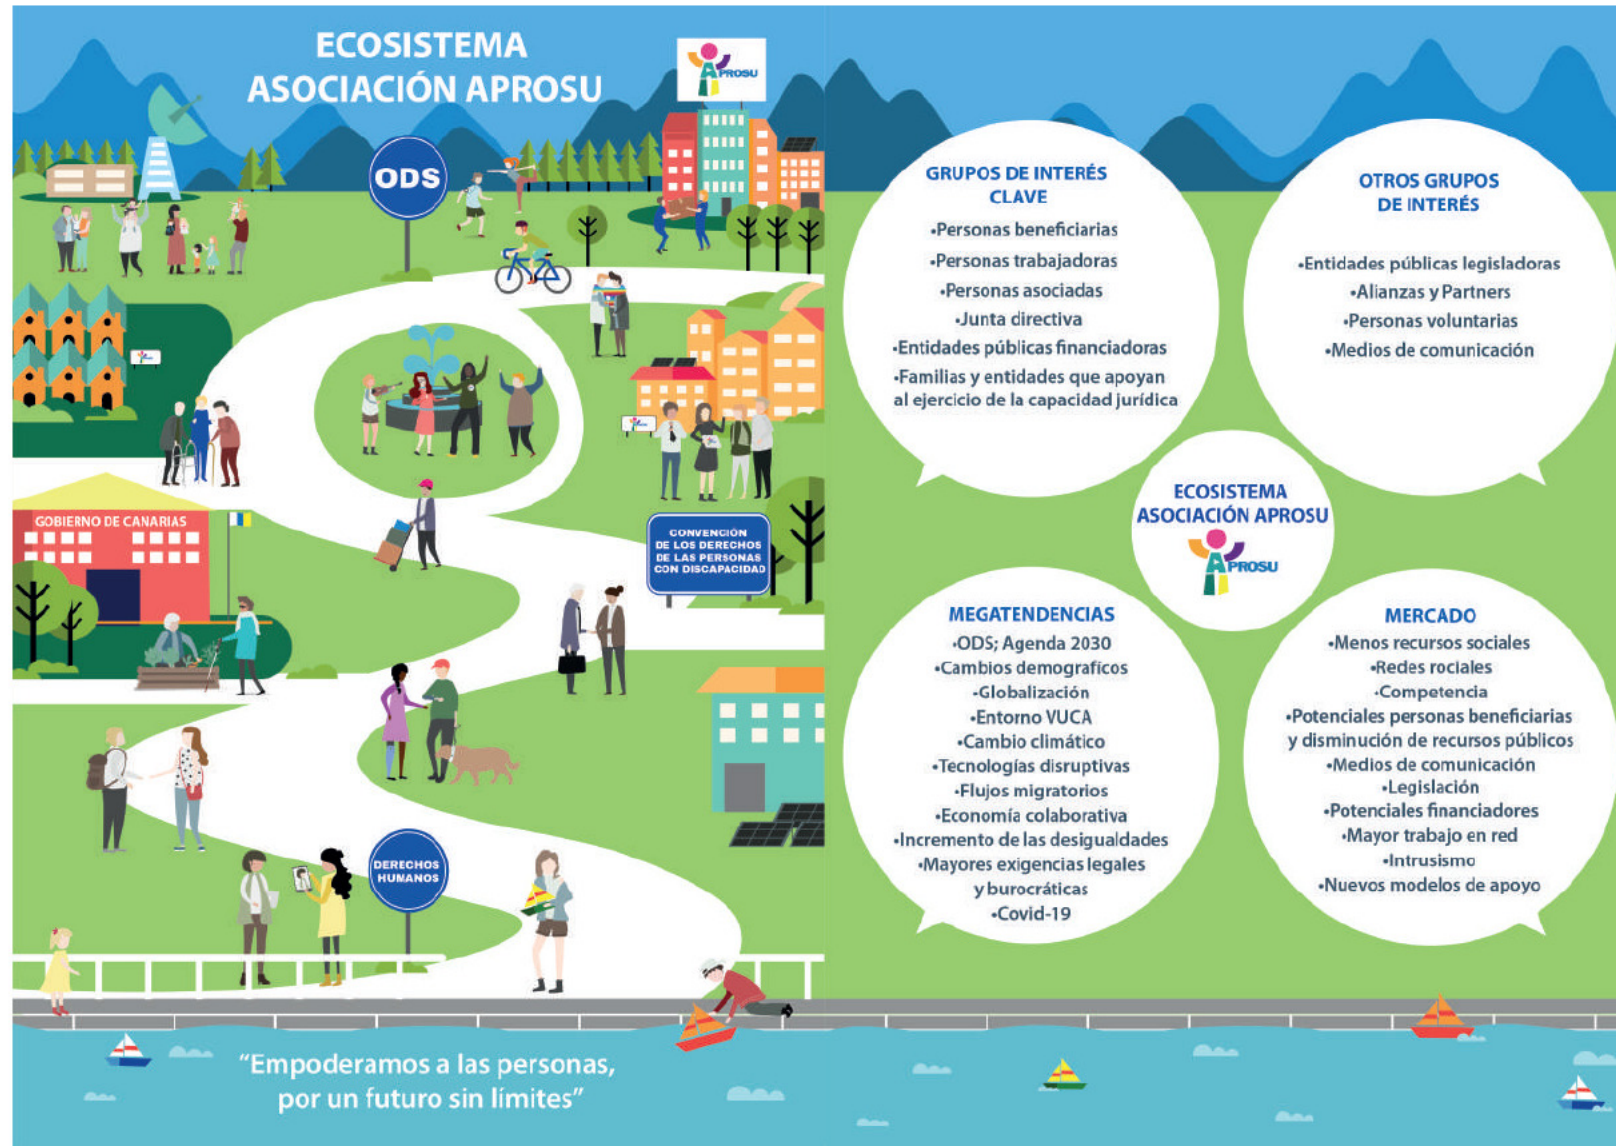 ECOSISTEMA
ASOCIACIÓN APROSU
APROSU
ODS
GOBIERNO DE CANARIAS
CONVENCIÓN
DE LOS DERECHOS
DE LAS PERSONAS
CON DISCAPACIDAD
DERECHOS
HUMANOS
“Empoderamos a las personas,
por un futuro sin límites”
GRUPOS DE INTERÉS
CLAVE
•Personas beneficiarias
•Personas trabajadoras
•Personas asociadas
•Junta directiva
•Entidades públicas financiadoras
•Familias y entidades que apoyan
al ejercicio de la capacidad jurídica
OTROS GRUPOS
DE INTERÉS
•Entidades públicas legisladoras
•Alianzas y Partners
•Personas voluntarias
•Medios de comunicación
ECOSISTEMA
ASOCIACIÓN APROSU
APROSU
MEGATENDENCIAS
•ODS; Agenda 2030
•Cambios demograficos
•Globalización
•Entorno VUCA
•Cambio climático
•Tecnologías disruptivas
•Flujos migratorios
•Economía colaborativa
•Incremento de las desigualdades
•Mayores exigencias legales
y burocráticas
•Covid-19
MERCADO
•Menos recursos sociales
•Redes rociales
•Competencia
•Potenciales personas beneficiarias
y disminución de recursos públicos
•Medios de comunicación
•Legislación
•Potenciales financiadores
•Mayor trabajo en red
•Intrusismo
•Nuevos modelos de apoyo